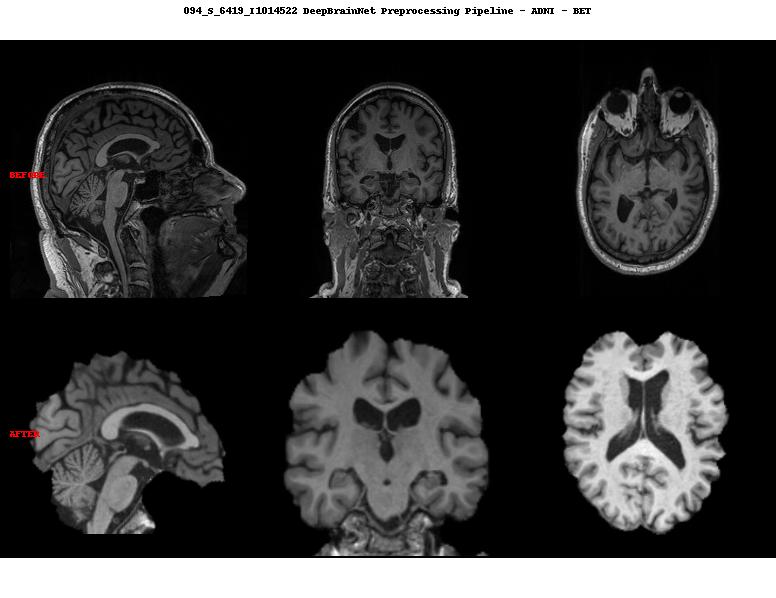 094_S_6419_I1014522 DeepBrainNet Preprocessing Pipeline - ADNI - BET
BEFORE
AFTER